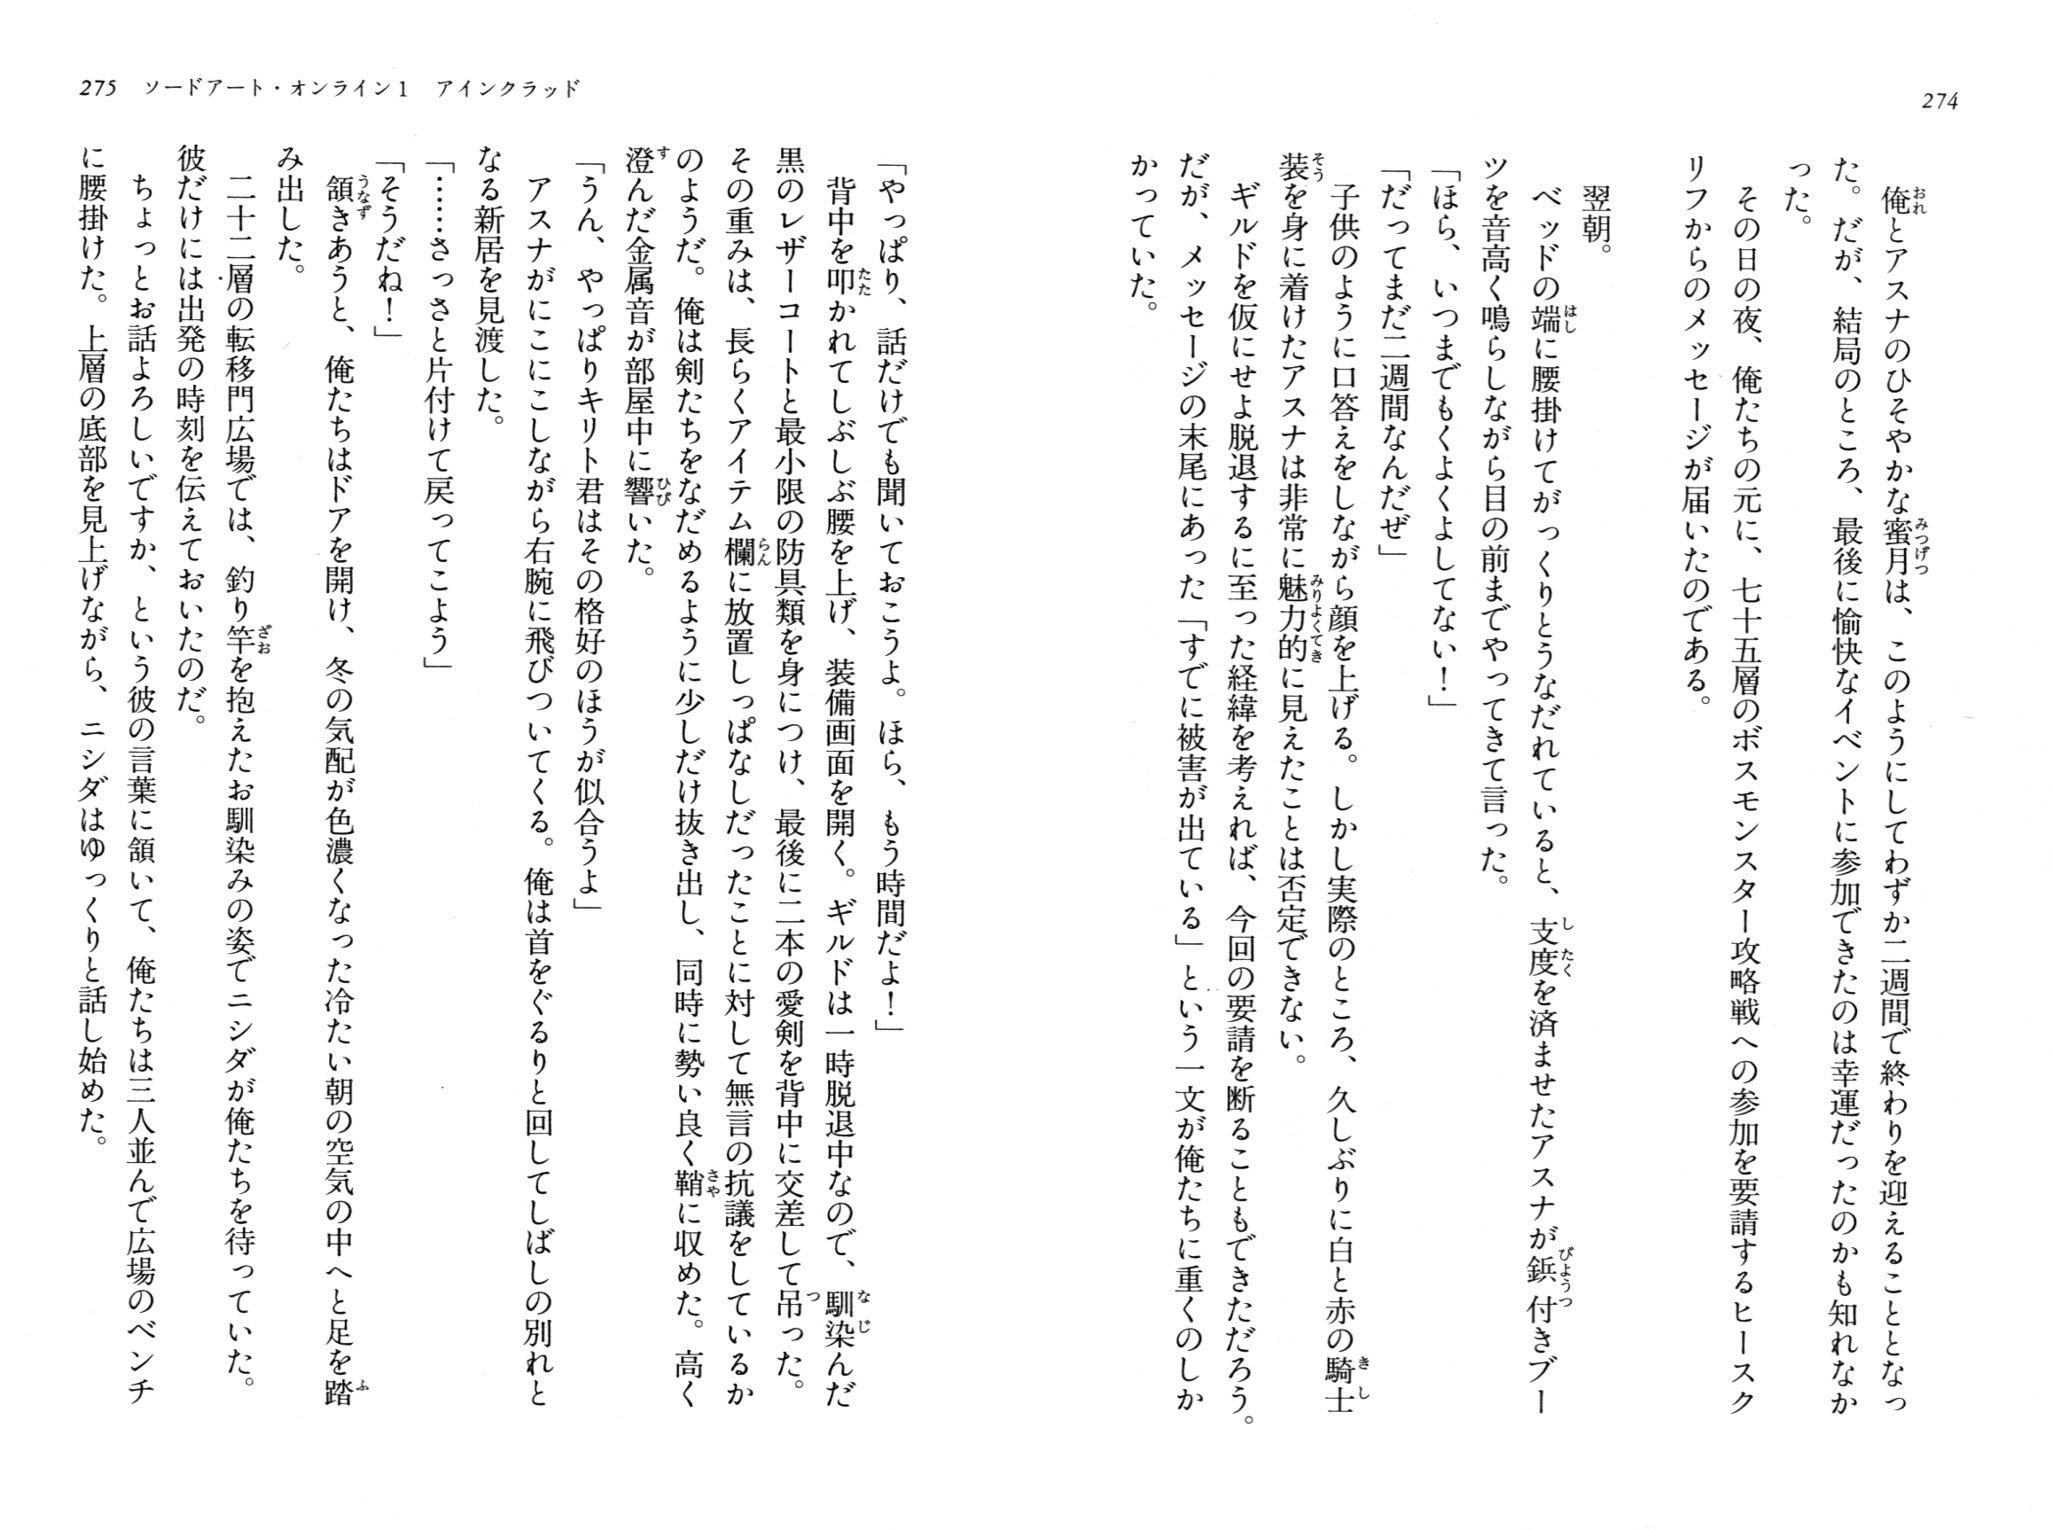 274
俺とアスナのひそやかな蜜月は、このようにしてわずか二週間で終わりを迎えることとなっ
た。だが、結局のところ、最後に愉快なイベントに参加できたのは幸運だったのかも知れなか
った。
その日の夜、俺たちの元に、七十五層のボスモンスター攻略戦への参加を要請するヒースク
リフからのメッセージが届いたのである。
翌朝。
ベッドの端に腰掛けてがっくりとうなだれていると、支度を済ませたアスナが鋲付きブー
ツを音高く鳴らしながら目の前までやってきて言った。
「ほら、いつまでもくよくよしてない！」
「だってまだ二週間なんだぜ」
子供のように口答えをしながら顔を上げる。しかし実際のところ、久しぶりに白と赤の騎士
装を身に着けたアスナは非常に魅力的に見えたことは否定できない。
ギルドを仮にせよ脱退するに至った経緯を考えれば、今回の要請を断ることもできただろう。
だが、メッセージの末尾にあった「すでに被害が出ている」という一文が俺たちに重くのしか
かっていた。
275 ソードアート・オンライン1 アインクラッド
「やっぱり、話だけでも聞いておこうよ。ほら、もう時間だよ！」
背中を叩かれてしぶしぶ腰を上げ、装備画面を開く。ギルドは一時脱退中なので、馴染んだ
黒のレザーコートと最小限の防具類を身につけ、最後に二本の愛剣を背中に交差して吊った。
その重みは、長らくアイテム欄に放置しっぱなしだったことに対して無言の抗議をしているか
のようだ。俺は剣たちをなだめるように少しだけ抜き出し、同時に勢い良く鞘に収めた。高く
澄んだ金属音が部屋中に響いた。
「うん、やっぱりキリト君はその格好のほうが似合うよ」
アスナがにこにこしながら右腕に飛びついてくる。俺は首をぐるりと回してしばしの別れと
なる新居を見渡した。
「……さっさと片付けて戻ってこよう」
「そうだね！」
頷きあうと、俺たちはドアを開け、冬の気配が色濃くなった冷たい朝の空気の中へと足を踏
み出した。
二十二層の転移門広場では、釣り竿を抱えたお馴染みの姿でニシダが俺たちを待っていた。
彼だけには出発の時刻を伝えておいたのだ。
ちょっとお話よろしいですか、という彼の言葉に頷いて、俺たちは三人並んで広場のベンチ
に腰掛けた。上層の底部を見上げながら、ニシダはゆっくりと話し始めた。